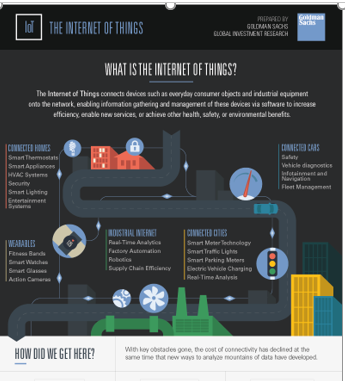 IoT
THE INTERNET OF THINGS
PREPARED BY
GOLDMAN SACHS
GLOBAL INVESTMENT RESEARCH
Goldman
Sachs
WHAT IS THE INTERNET OF THINGS?
The Internet of Things connects devices such as everyday consumer objects and industrial equipment
onto the network, enabling information gathering and management of these devices via software to increase
efficiency, enable new services, or achieve other health, safety, or environmental benefits.
CONNECTED HOMES
Smart Thermostats
Smart Appliances
HVAC Systems
Security
Smart Lighting
Entertainment
Systems
CONNECTED CARS
Safety
Vehicle diagnostics
Infotainment and
Navigation
Fleet Management
WEARABLES
Fitness Bands
Smart Watches
Smart Glasses
Action Cameras
INDUSTRIAL INTERNET
Real-Time Analytics
Factory Automation
Robotics
Supply Chain Efficiency
CONNECTED CITIES
Smart Meter Technology
Smart Traffic Lights
Smart Parking Meters
Electric Vehicle Charging
Real-Time Analysis
HOW DID WE GET HERE?
With key obstacles gone, the cost of connectivity has declined at the
same time that new ways to analyze mountains of data have developed.